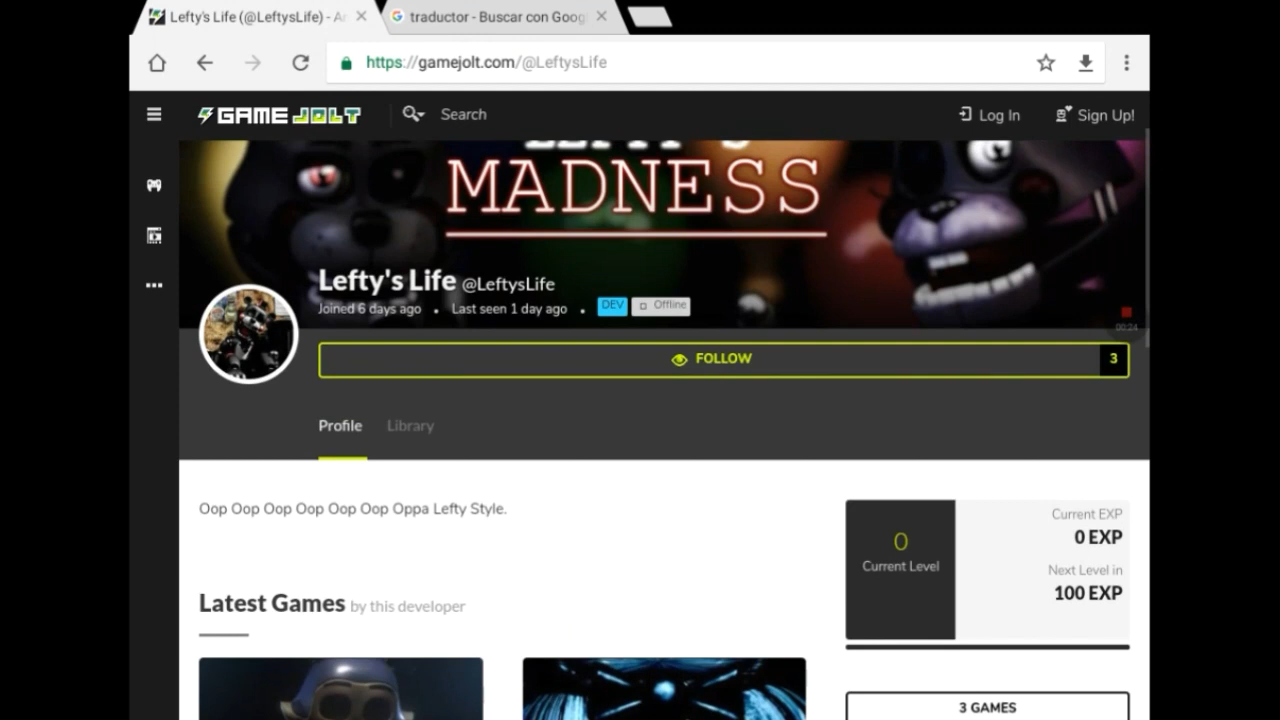 Lefty's Life (@LeftysLife) - A
traductor - Buscar con Goog
https://gamejolt.com/@LeftysLife
GAME JOLT
Search
Log In
Sign Up!
MADNESS
Lefty's Life @LeftysLife
Joined 6 days ago • Last seen 1 day ago • DEV Offline
00:24
FOLLOW
3
Profile
Library
Oop Oop Oop Oop Oop Oop Oppa Lefty Style.
0
Current Level
Current EXP
0 EXP
Next Level in
100 EXP
Latest Games by this developer
3 GAMES